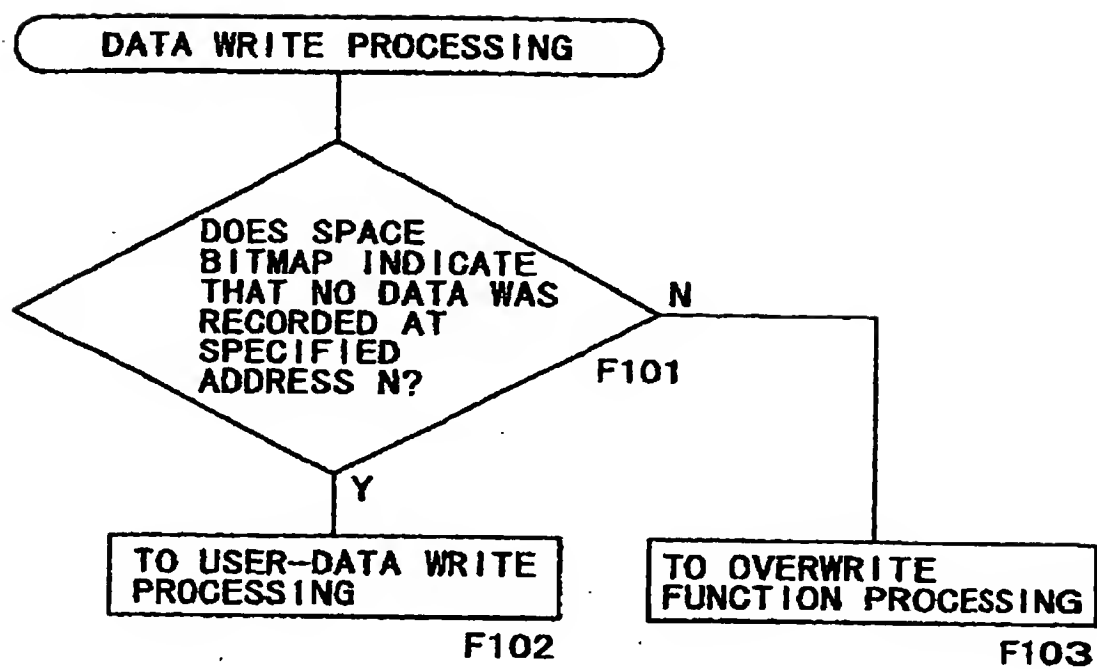 DATA WRITE PROCESSING
DOES SPACE
BITMAP INDICATE
THAT NO DATA WAS
RECORDED AT
SPECIFIED
ADDRESS N?
N
F101
Y
TO USER-DATA WRITE
PROCESSING
F102
TO OVERWRITE
FUNCTION PROCESSING
F103